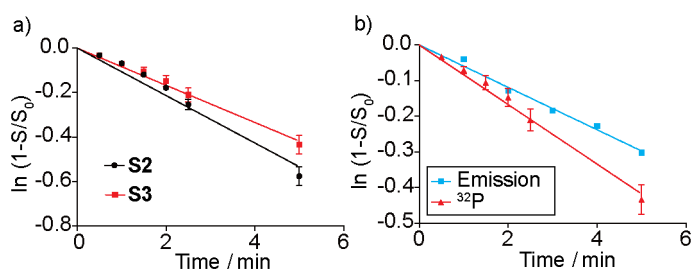 a)
ln (1-S/S₀)
0.0
-0.2
-0.4
-0.6
-0.8
S2
S3
0 2 4 6
Time / min
b)
ln (1-S/S₀)
0.0
-0.1
-0.2
-0.3
-0.4
-0.5
Emission
³²P
0 2 4 6
Time / min